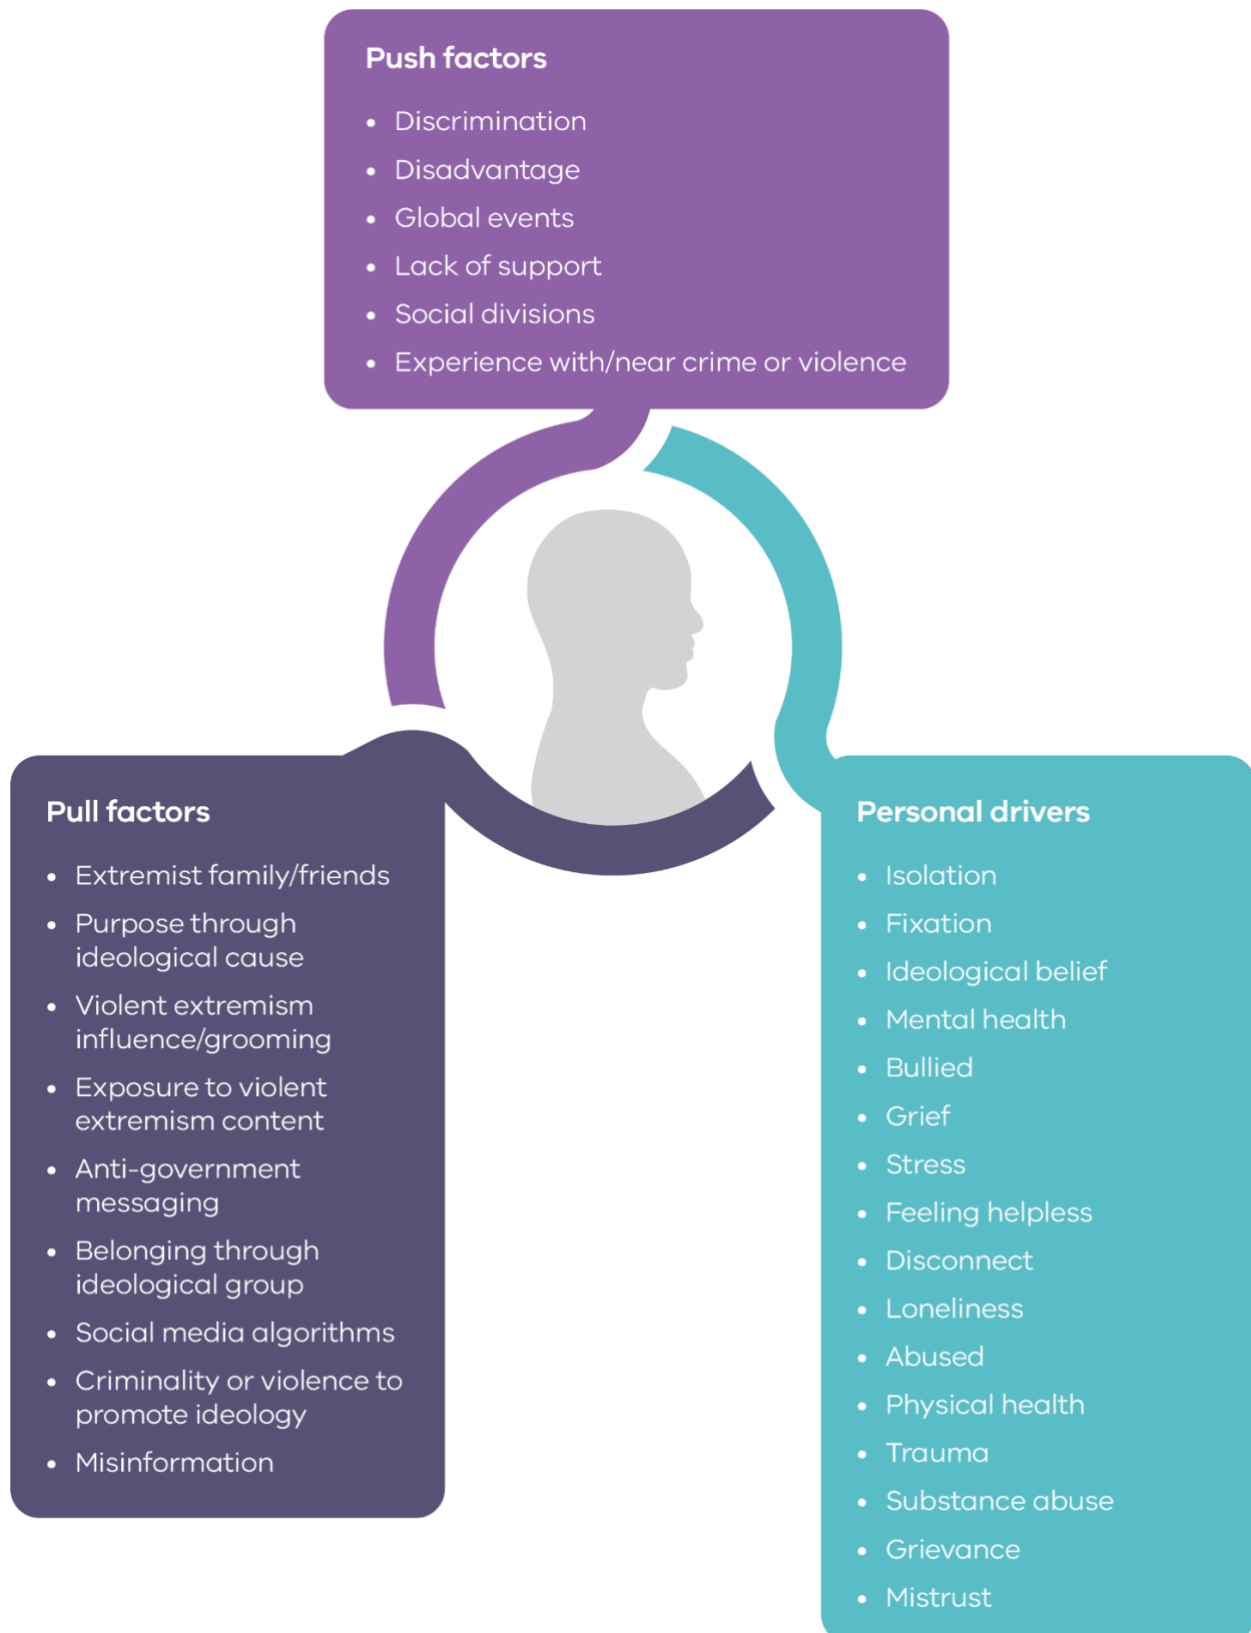 Push factors
• Discrimination
• Disadvantage
• Global events
• Lack of support
• Social divisions
• Experience with/near crime or violence
Pull factors
• Extremist family/friends
• Purpose through
ideological cause
• Violent extremism
influence/grooming
• Exposure to violent
extremism content
• Anti-government
messaging
• Belonging through
ideological group
• Social media algorithms
• Criminality or violence to
promote ideology
• Misinformation
Personal drivers
• Isolation
• Fixation
• Ideological belief
• Mental health
• Bullied
• Grief
• Stress
• Feeling helpless
• Disconnect
• Loneliness
• Abused
• Physical health
• Trauma
• Substance abuse
• Grievance
• Mistrust